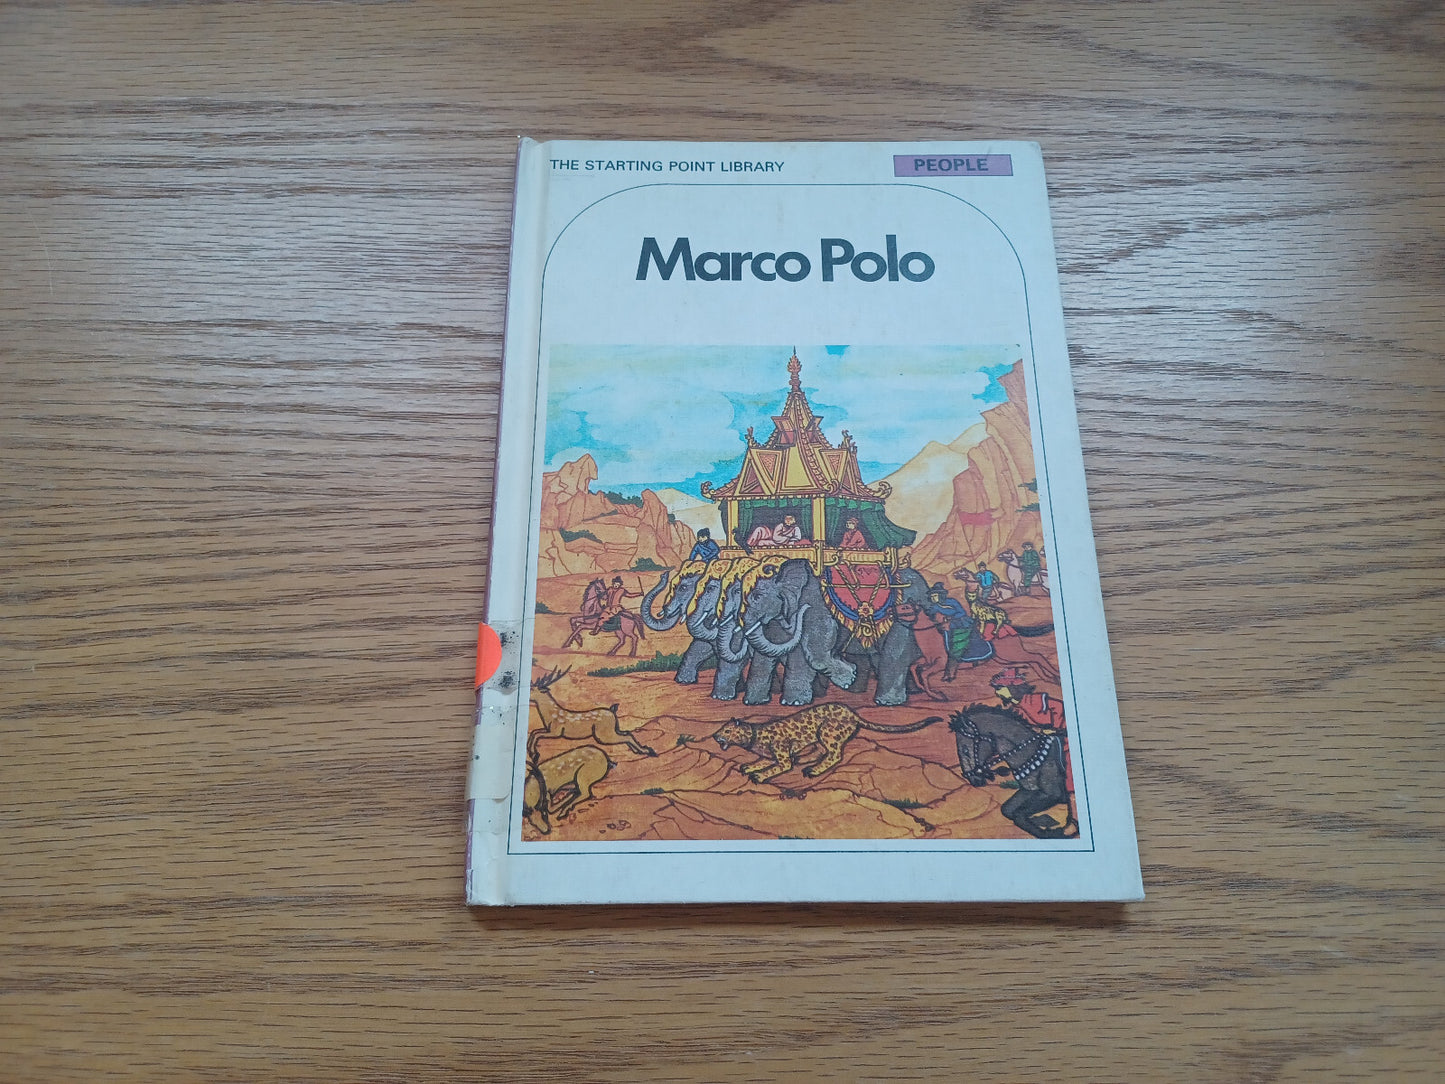 THE STARTING POINT LIBRARY
PEOPLE
Marco Polo